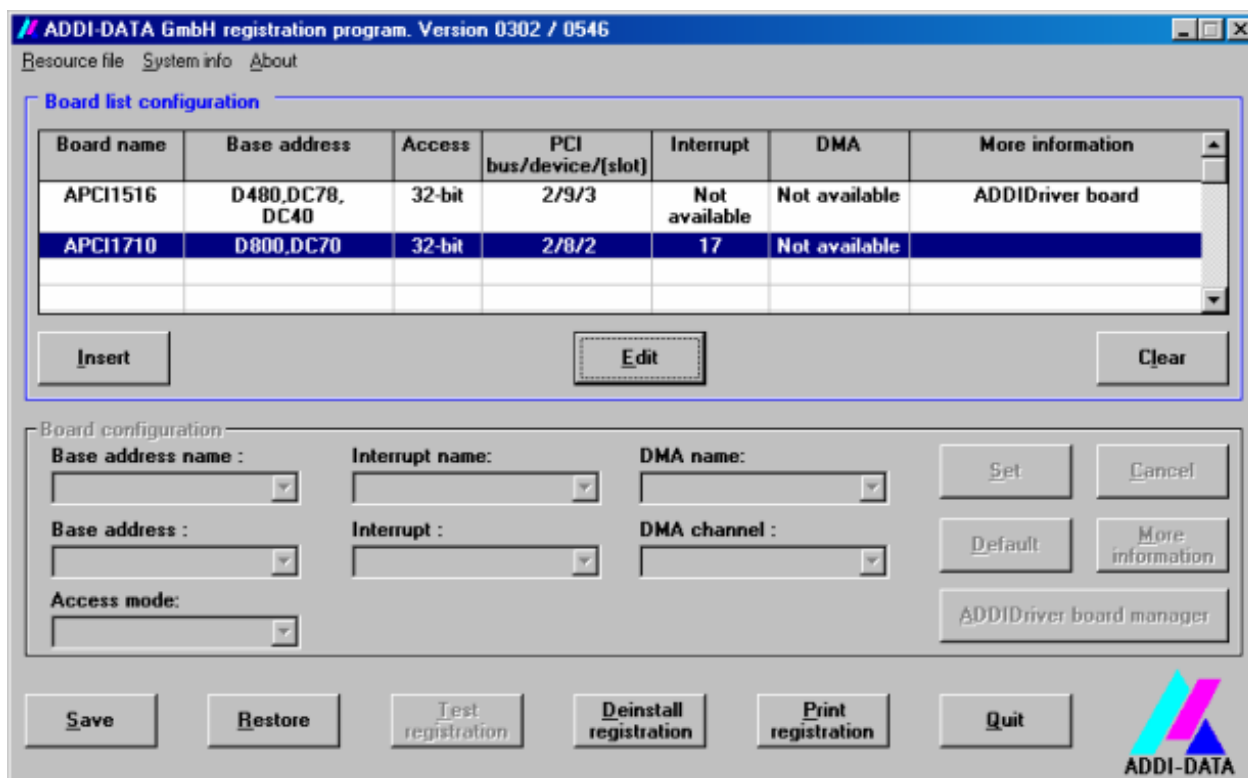 ADDI-DATA GmbH registration program. Version 0302 / 0546
Resource file System info About
Board list configuration
Board name Base address Access PCI bus/device/(slot) Interrupt DMA More information
APCI1516 D480,DC78, DC40 32-bit 2/9/3 Not available Not available ADDIDriver board
APCI1710 D800,DC70 32-bit 2/8/2 17 Not available
Insert Edit Clear
Board configuration
Base address name : Interrupt name: DMA name:
Set Cancel
Base address : Interrupt : DMA channel :
Default More information
Access mode:
ADDIDriver board manager
Save Restore Test registration Deinstall registration Print registration Quit
ADDI-DATA